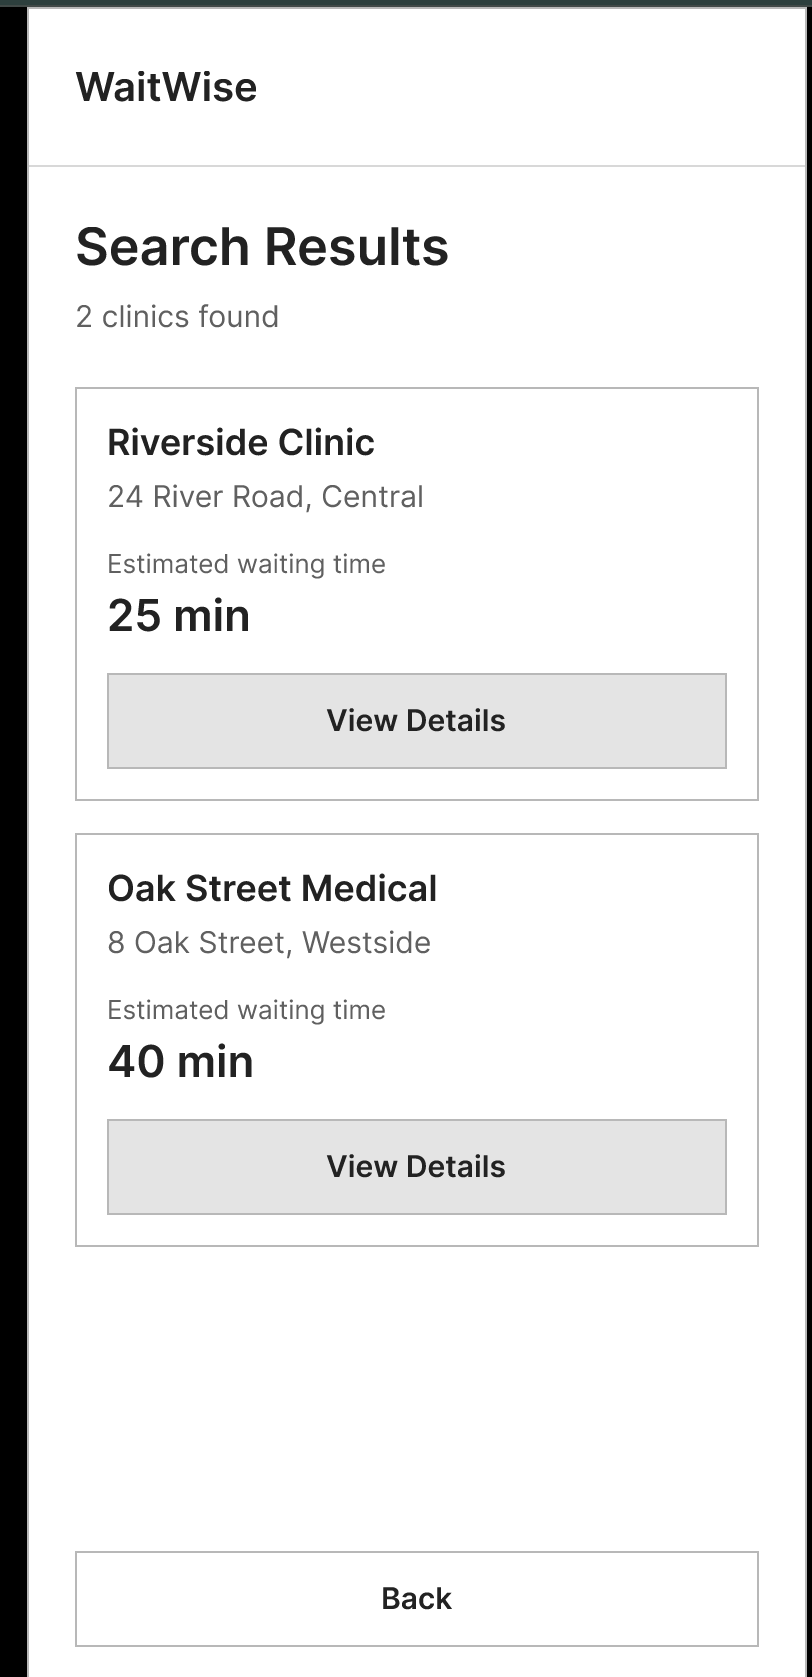 WaitWise
Search Results
2 clinics found
Riverside Clinic
24 River Road, Central
Estimated waiting time
25 min
View Details
Oak Street Medical
8 Oak Street, Westside
Estimated waiting time
40 min
View Details
Back